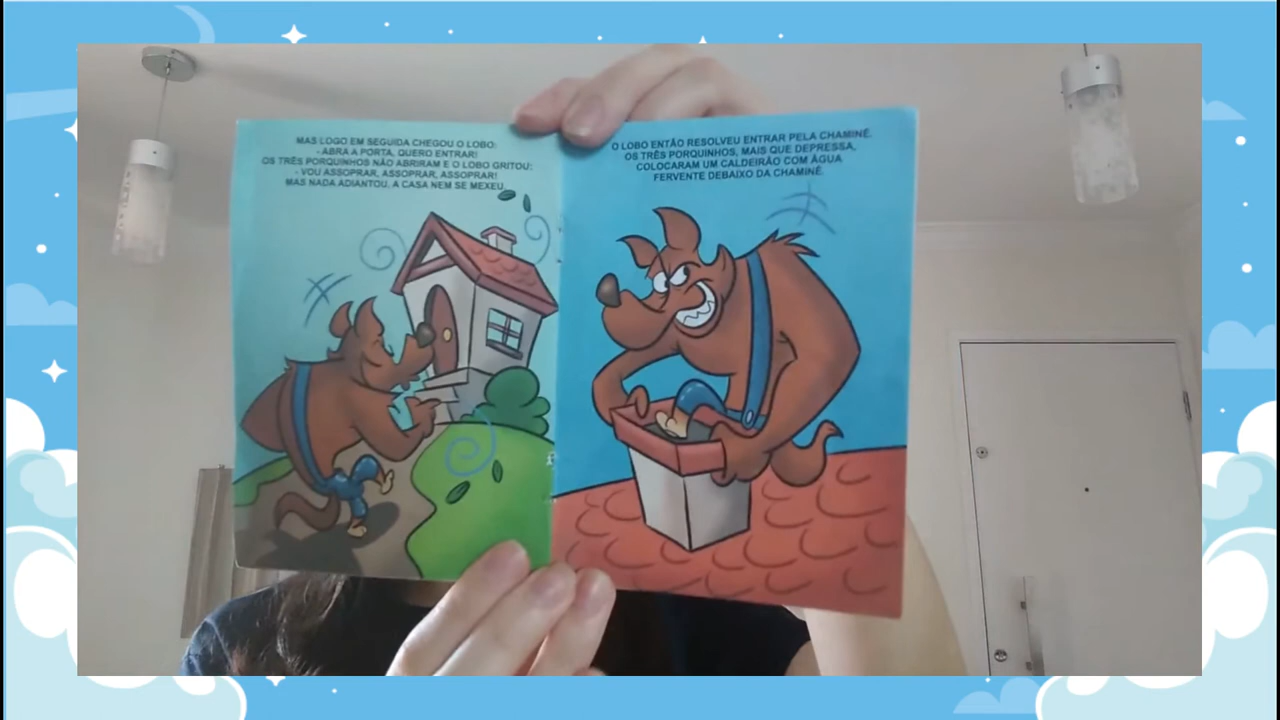 MAS LOGO EM SEGUIDA CHEGOU O LOBO:
- ABRA A PORTA, QUERO ENTRAR!
OS TRÊS PORQUINHOS NÃO ABRIRAM E O LOBO GRITOU:
- VOU ASSOPRAR, ASSOPRAR, ASSOPRAR!
MAS NADA ADIANTOU, A CASA NEM SE MEXEU.
O LOBO ENTÃO RESOLVEU ENTRAR PELA CHAMINÉ.
OS TRÊS PORQUINHOS, MAIS QUE DEPRESSA,
COLOCARAM UM CALDEIRÃO COM ÁGUA
FERVENTE DEBAIXO DA CHAMINÉ.